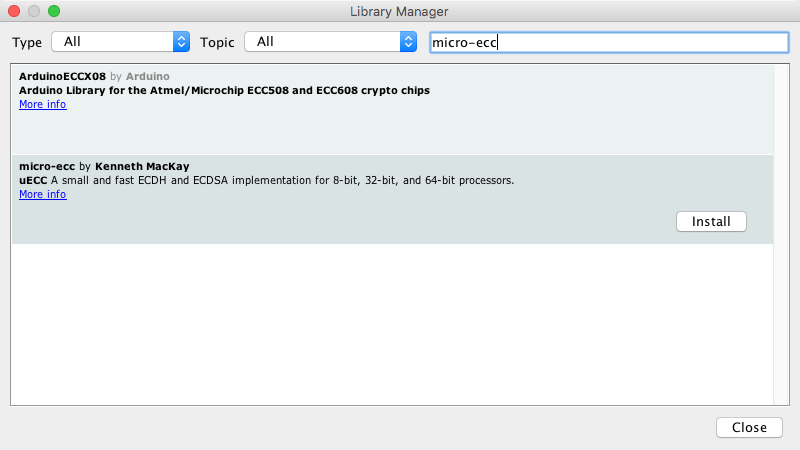 Library Manager
Type All Topic All micro-ecc
ArduinoECCX08 by Arduino
Arduino Library for the Atmel/Microchip ECC508 and ECC608 crypto chips
More info
micro-ecc by Kenneth MacKay
uECC A small and fast ECDH and ECDSA implementation for 8-bit, 32-bit, and 64-bit processors.
More info
Install
Close